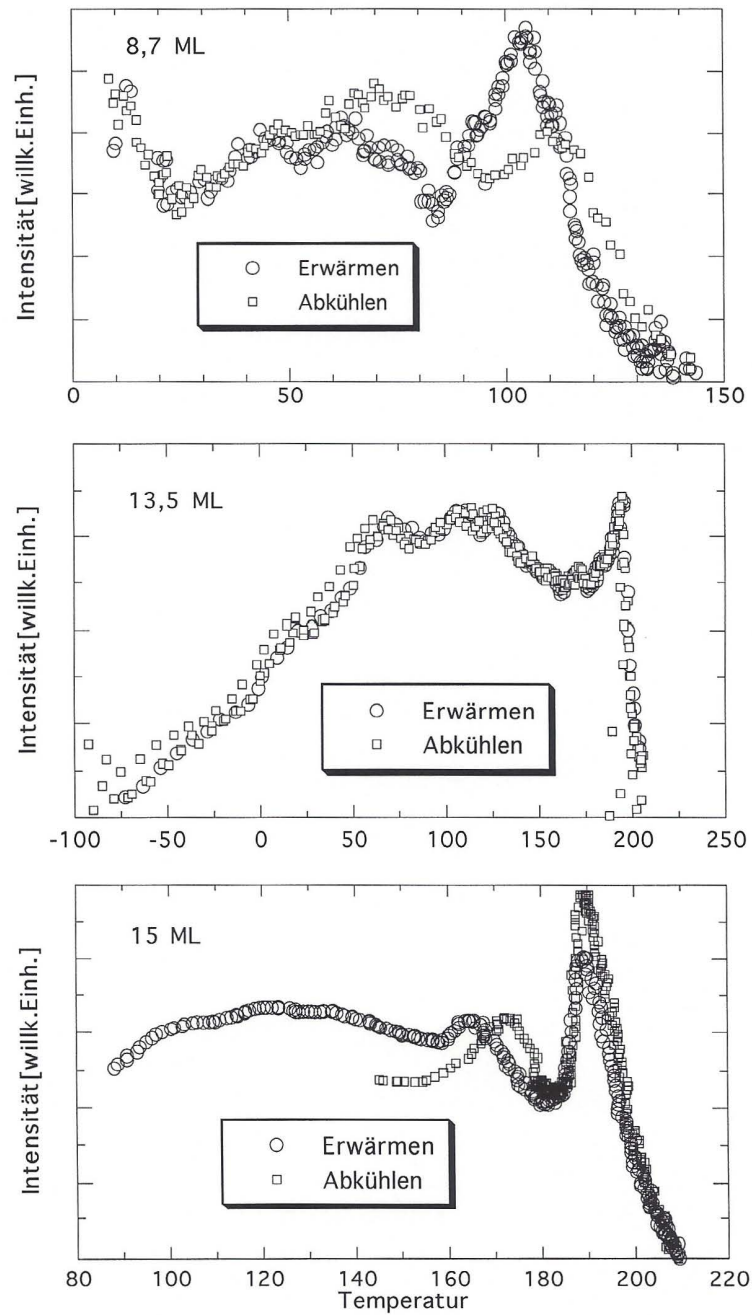 8,7 ML
Intensität[willk.Einh.]
Erwärmen
Abkühlen
0 50 100 150
13,5 ML
Intensität[willk.Einh.]
Erwärmen
Abkühlen
-100 -50 0 50 100 150 200 250
15 ML
Intensität[willk.Einh.]
Erwärmen
Abkühlen
80 100 120 140 160 180 200 220
Temperatur